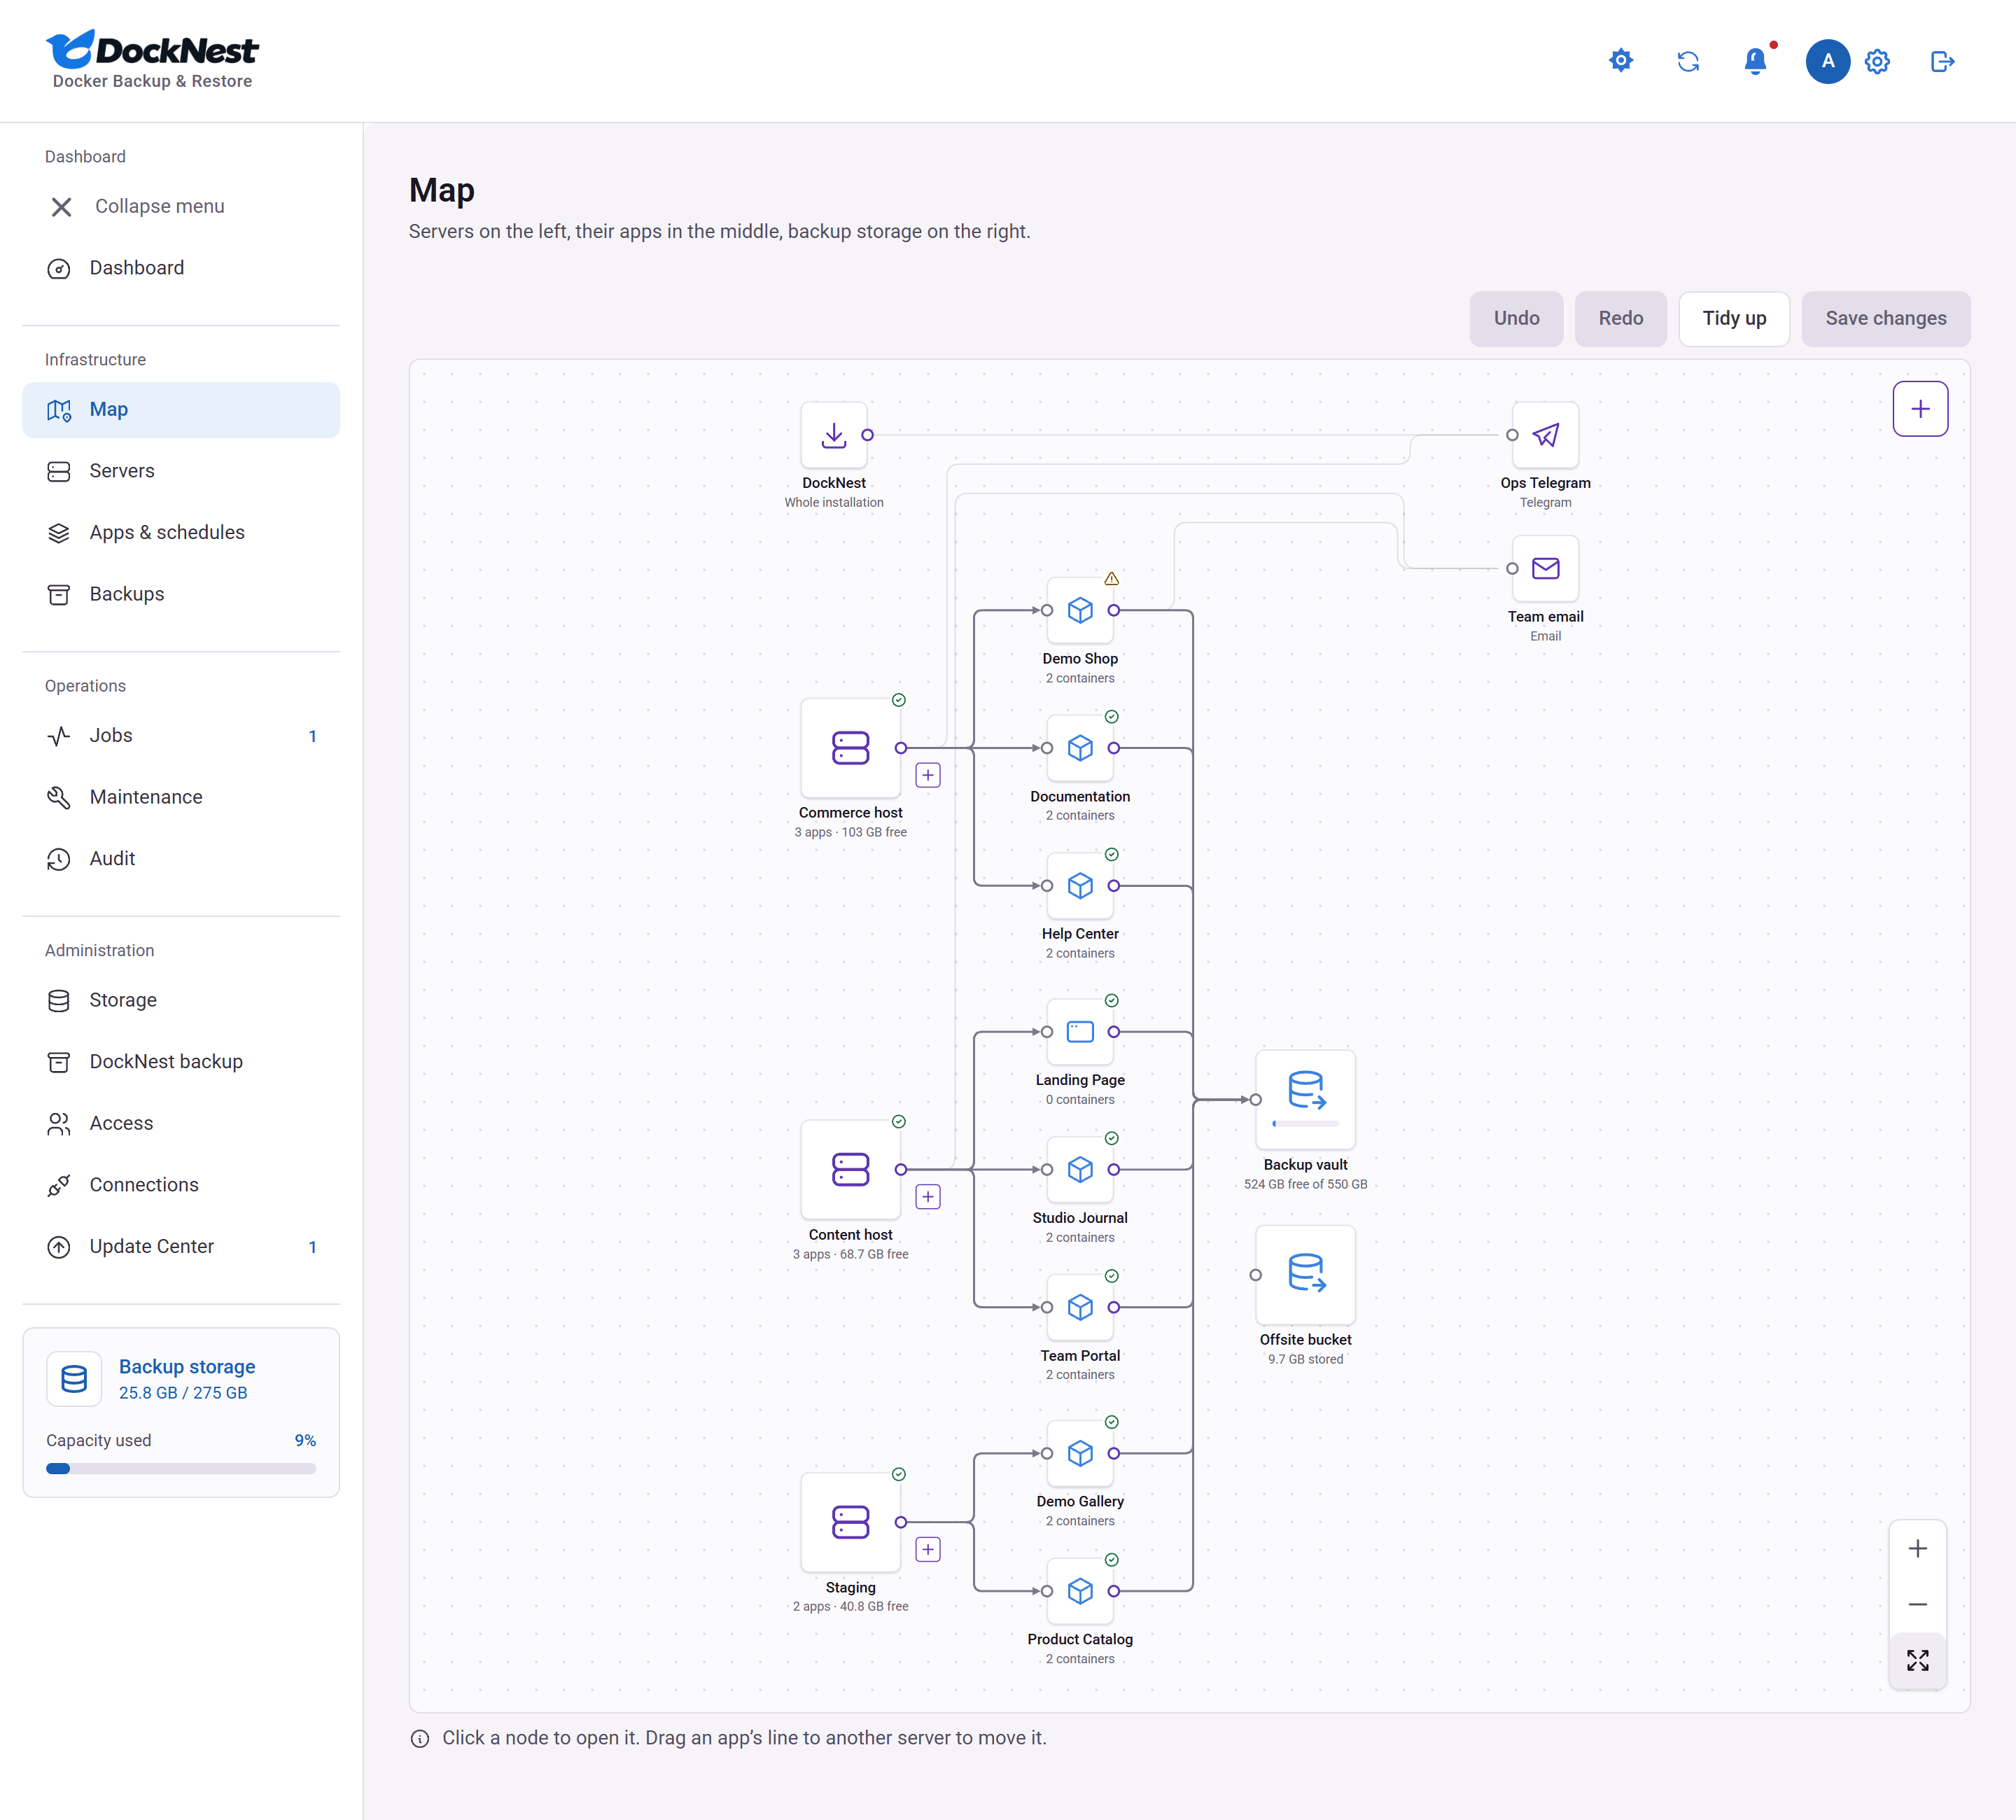 DockNest
Docker Backup & Restore
A
Dashboard
Collapse menu
Dashboard
Infrastructure
Map
Servers
Apps & schedules
Backups
Operations
Jobs 1
Maintenance
Audit
Administration
Storage
DockNest backup
Access
Connections
Update Center 1
Backup storage
25.8 GB / 275 GB
Capacity used 9%
Map
Servers on the left, their apps in the middle, backup storage on the right.
Undo Redo Tidy up Save changes
DockNest
Whole installation
Ops Telegram
Telegram
Team email
Email
Demo Shop
2 containers
Documentation
2 containers
Commerce host
3 apps · 103 GB free
Help Center
2 containers
Landing Page
0 containers
Backup vault
524 GB free of 550 GB
Studio Journal
2 containers
Content host
3 apps · 68.7 GB free
Offsite bucket
9.7 GB stored
Team Portal
2 containers
Demo Gallery
2 containers
Staging
2 apps · 40.8 GB free
Product Catalog
2 containers
Click a node to open it. Drag an app’s line to another server to move it.